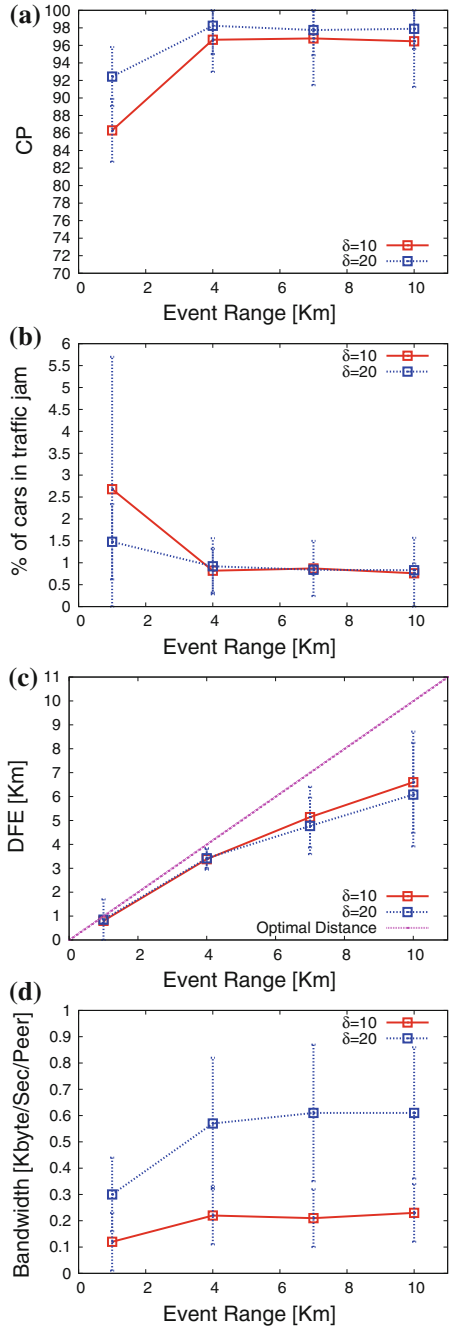 (a)
100
98
96
94
92
90
88
86
84
82
80
78
76
74
72
70
CP
δ=10
δ=20
0 2 4 6 8 10
Event Range [Km]
(b)
6
5.5
5
4.5
4
3.5
3
2.5
2
1.5
1
0.5
0
% of cars in traffic jam
δ=10
δ=20
0 2 4 6 8 10
Event Range [Km]
(c)
11
10
9
8
7
6
5
4
3
2
1
0
DFE [Km]
δ=10
δ=20
Optimal Distance
0 2 4 6 8 10
Event Range [Km]
(d)
1
0.9
0.8
0.7
0.6
0.5
0.4
0.3
0.2
0.1
0
Bandwidth [Kbyte/Sec/Peer]
δ=10
δ=20
0 2 4 6 8 10
Event Range [Km]